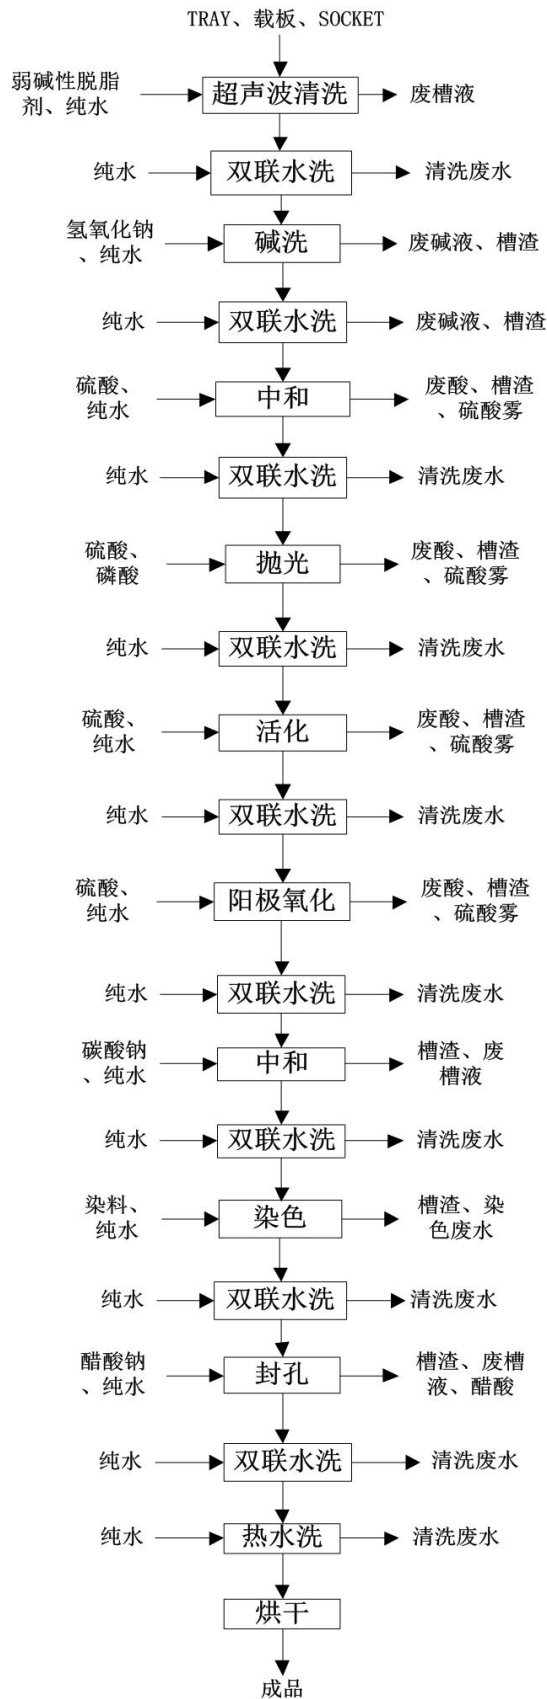 TRAY、载板、SOCKET
弱碱性脱脂
剂、纯水
超声波清洗
废槽液
纯水
双联水洗
清洗废水
氢氧化钠
、纯水
碱洗
废碱液、槽渣
纯水
双联水洗
废碱液、槽渣
硫酸、
纯水
中和
废酸、槽渣
、硫酸雾
纯水
双联水洗
清洗废水
硫酸、
磷酸
抛光
废酸、槽渣
、硫酸雾
纯水
双联水洗
清洗废水
硫酸、
纯水
活化
废酸、槽渣
、硫酸雾
纯水
双联水洗
清洗废水
硫酸、
纯水
阳极氧化
废酸、槽渣
、硫酸雾
纯水
双联水洗
清洗废水
碳酸钠
、纯水
中和
槽渣、废
槽液
纯水
双联水洗
清洗废水
染料、
纯水
染色
槽渣、染
色废水
纯水
双联水洗
清洗废水
醋酸钠
、纯水
封孔
槽渣、废槽
液、醋酸
纯水
双联水洗
清洗废水
纯水
热水洗
清洗废水
烘干
成品